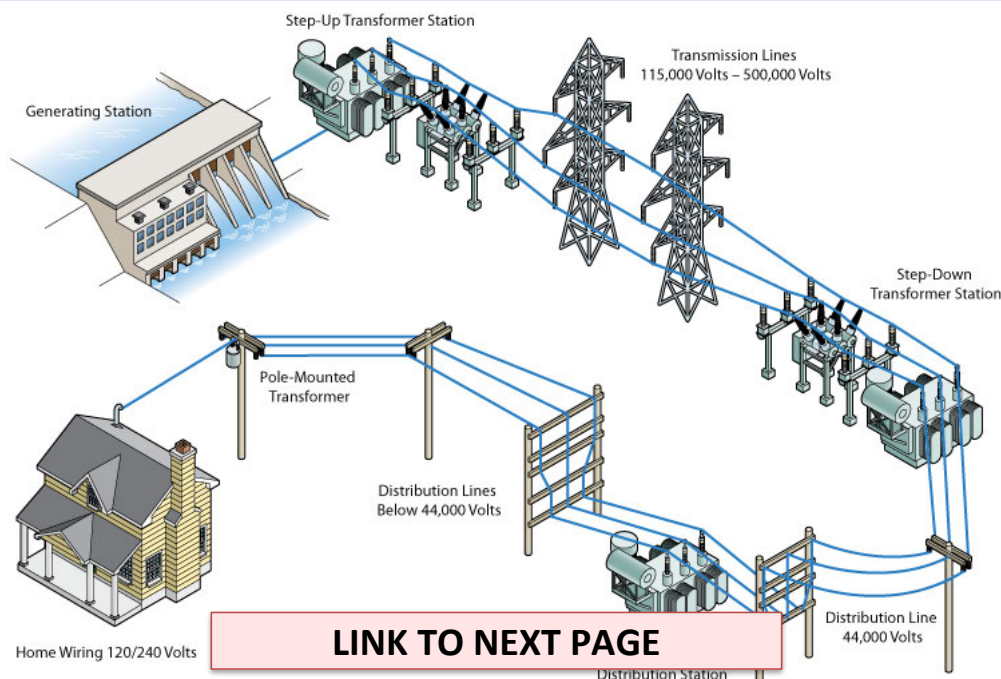 Step-Up Transformer Station
Transmission Lines
115,000 Volts – 500,000 Volts
Generating Station
Step-Down
Transformer Station
Pole-Mounted
Transformer
Distribution Lines
Below 44,000 Volts
Distribution Line
44,000 Volts
LINK TO NEXT PAGE
Home Wiring 120/240 Volts
Distribution Station